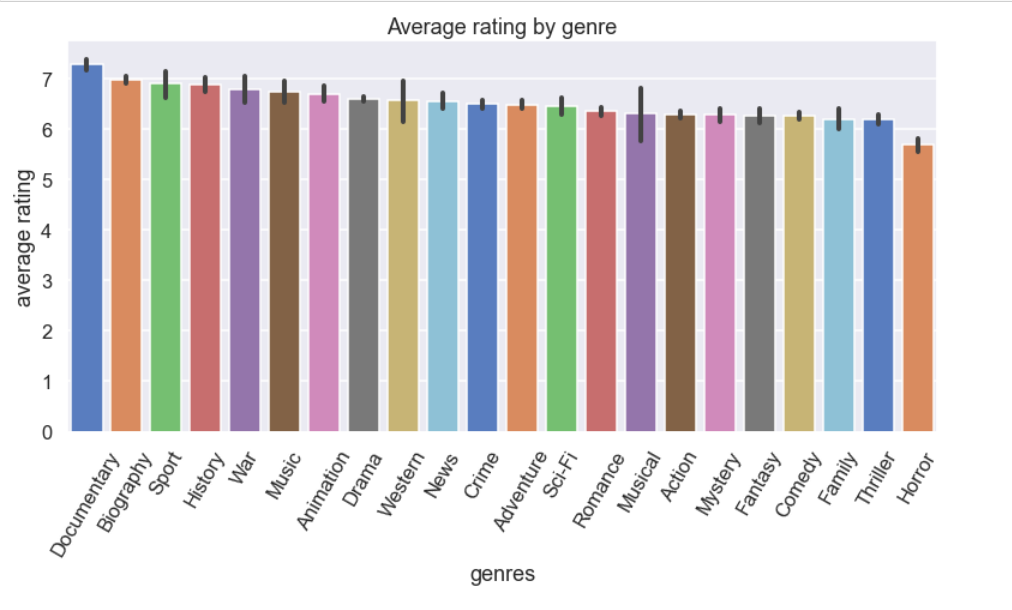 Average rating by genre
average rating
7
6
5
4
3
2
1
0
Documentary
Biography
Sport
History
War
Music
Animation
Drama
Western
News
Crime
Adventure
Sci-Fi
Romance
Musical
Action
Mystery
Fantasy
Comedy
Family
Thriller
Horror
genres